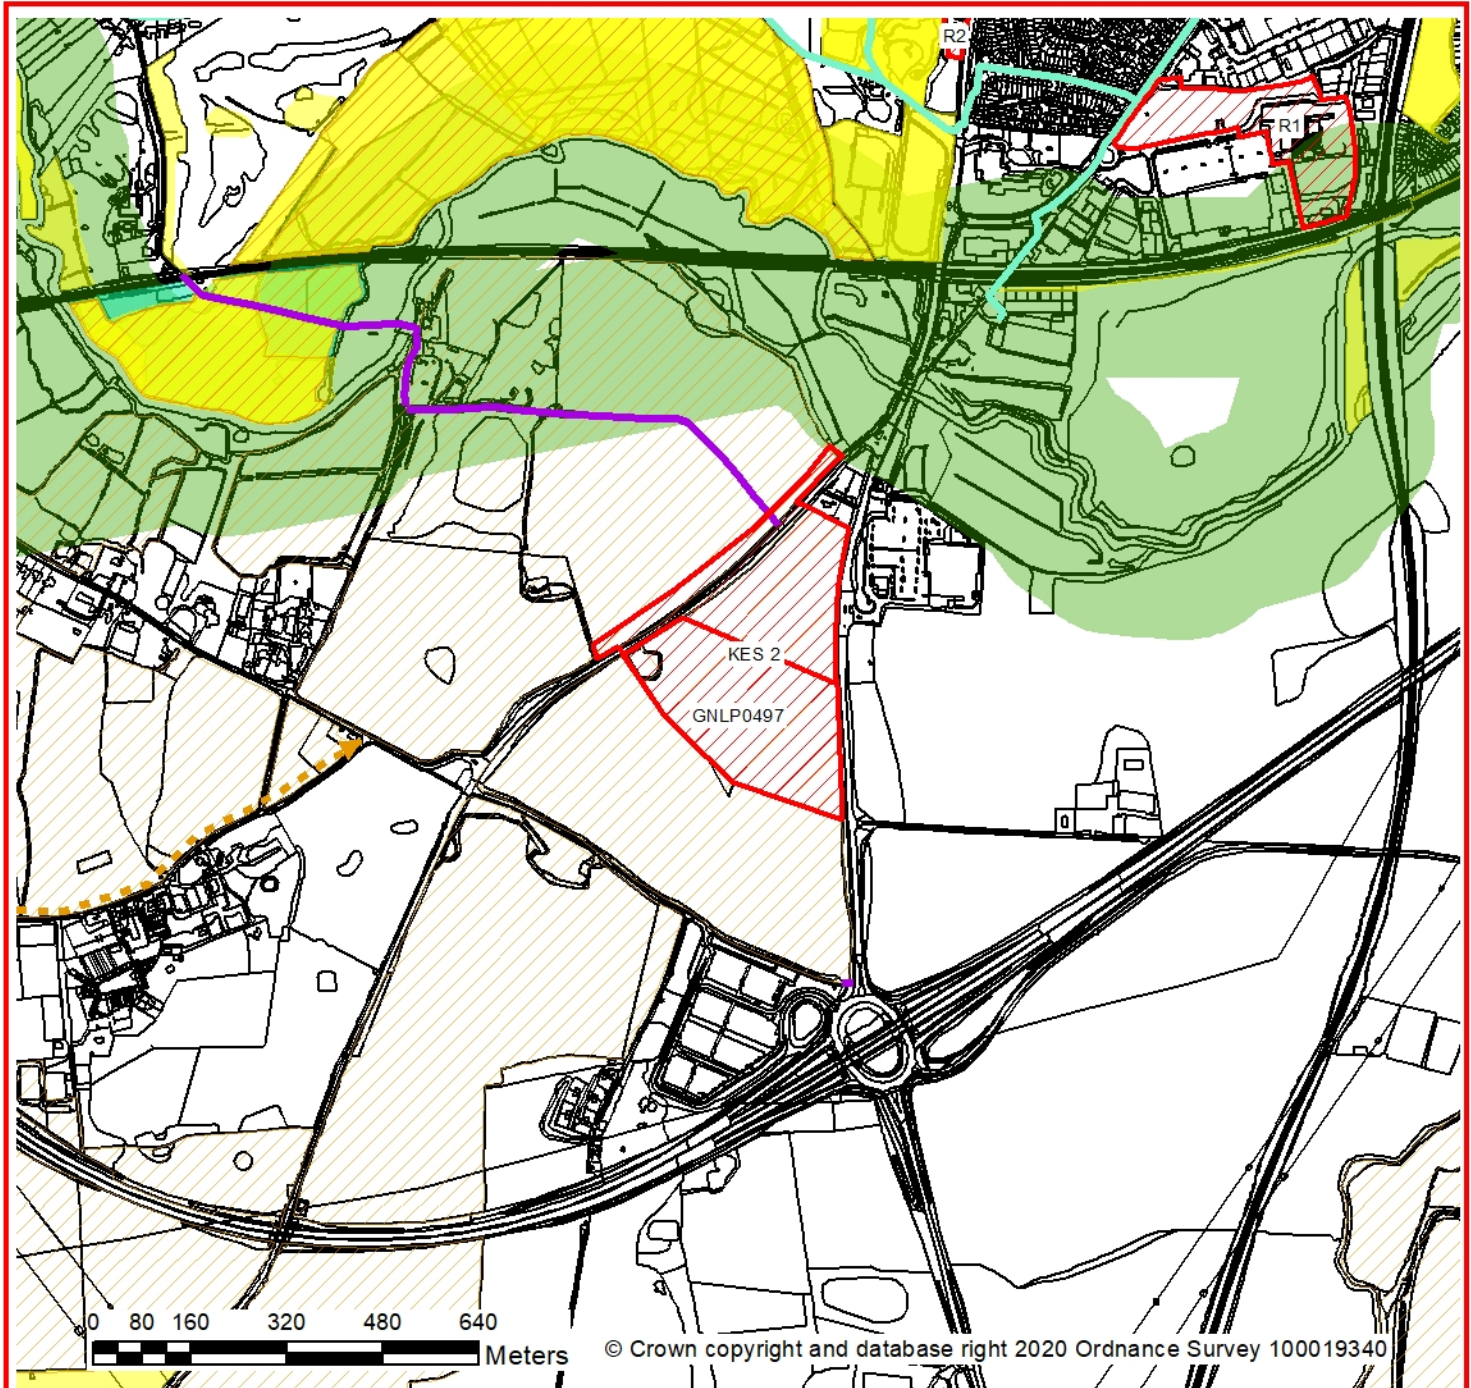 R2
R1
KES 2
GNLP0497
0 80 160 320 480 640
Meters
© Crown copyright and database right 2020 Ordnance Survey 100019340